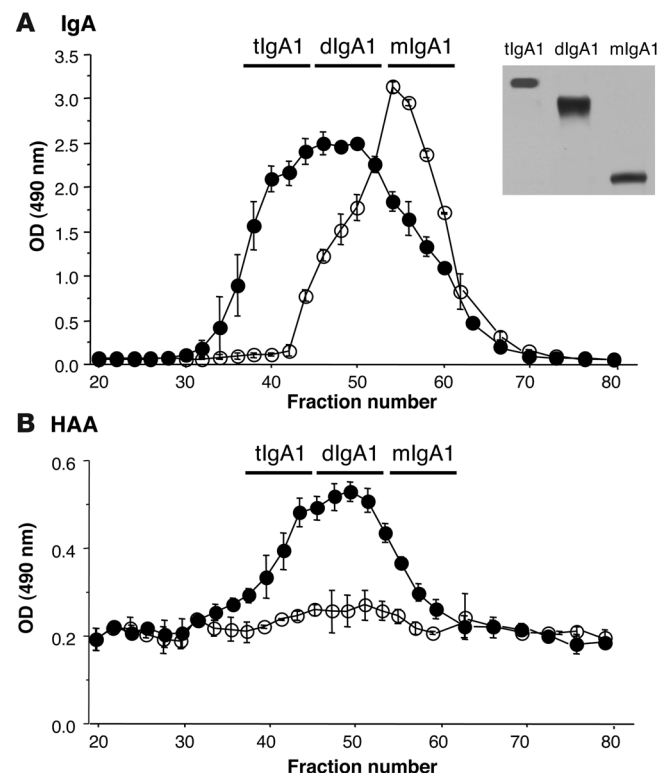 A IgA
tIgA1 dIgA1 mIgA1
tIgA1 dIgA1 mIgA1
3.5
3.0
2.5
2.0
1.5
1.0
0.5
0.0
OD (490 nm)
20 30 40 50 60 70 80
Fraction number
B HAA
tIgA1 dIgA1 mIgA1
0.6
0.4
0.2
0.0
OD (490 nm)
20 30 40 50 60 70 80
Fraction number